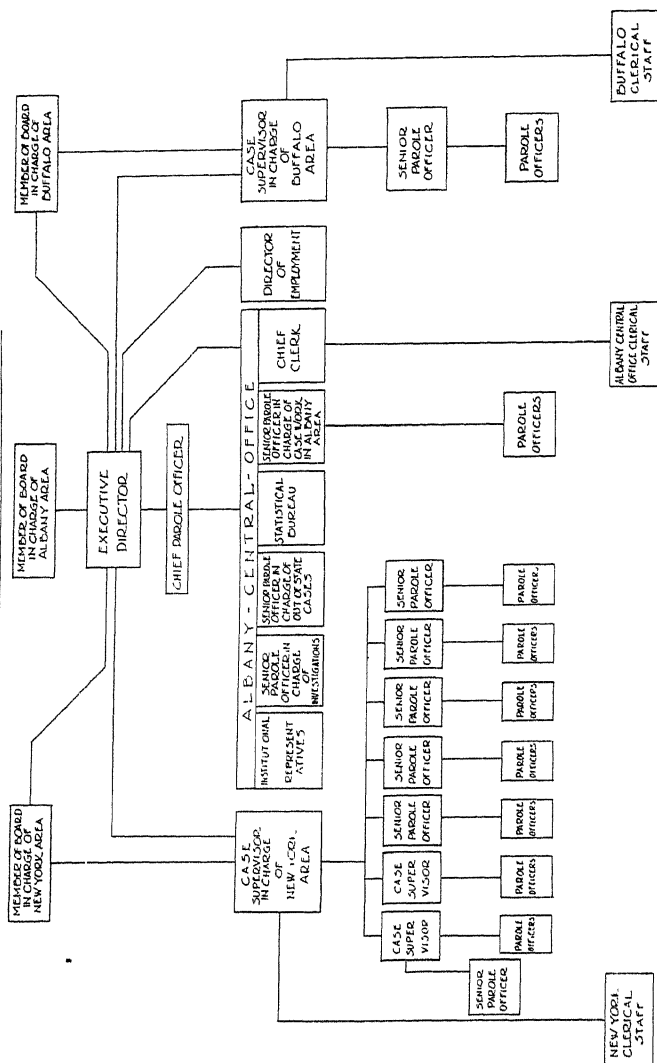 MEMBER OF BOARD
IN CHARGE OF
NEW YORK AREA
MEMBER OF BOARD
IN CHARGE OF
ALBANY AREA
MEMBER OF BOARD
IN CHARGE OF
BUFFALO AREA
EXECUTIVE
DIRECTOR
CHIEF PAROLE OFFICER
CASE
SUPERVISOR
IN CHARGE
OF
NEW YORK
AREA
ALBANY-CENTRAL-OFFICE
INSTITUTIONAL
REPRESENT
ATIVES
SENIOR
PAROLE
OFFICER IN
CHARGE
OF
INVESTIGATIONS
SENIOR PAROLE
OFFICER IN
CHARGE OF
OUT OF STATE
CASES
STATISTICAL
BUREAU
SENIOR PAROLE
OFFICER IN
CHARGE OF
CASE WORK
IN ALBANY
AREA
CHIEF
CLERK
DIRECTOR
OF
EMPLOYMENT
CASE
SUPERVISOR
IN CHARGE
OF
BUFFALO
AREA
CASE
SUPER
VISOR
CASE
SUPER
VISOR
SENIOR
PAROLE
OFFICER
SENIOR
PAROLE
OFFICER
SENIOR
PAROLE
OFFICER
SENIOR
PAROLE
OFFICER
SENIOR
PAROLE
OFFICER
SENIOR
PAROLE
OFFICER
SENIOR
PAROLE
OFFICER
PAROLE
OFFICERS
PAROLE
OFFICERS
PAROLE
OFFICERS
PAROLE
OFFICERS
PAROLE
OFFICERS
PAROLE
OFFICERS
PAROLE
OFFICERS
PAROLE
OFFICERS
PAROLE
OFFICERS
NEW YORK
CLERICAL
STAFF
ALBANY CENTRAL
OFFICE CLERICAL
STAFF
BUFFALO
CLERICAL
STAFF